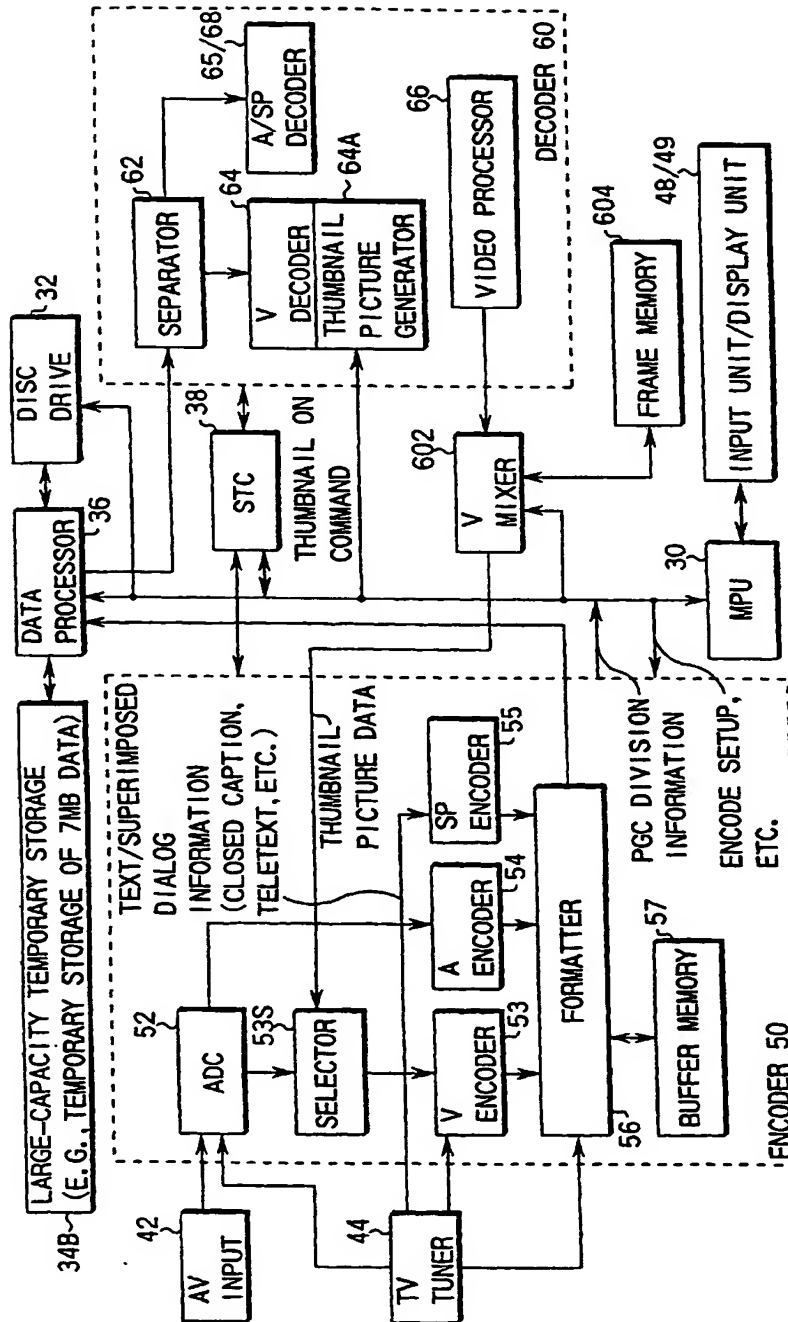 34B
LARGE-CAPACITY TEMPORARY STORAGE
(E.G., TEMPORARY STORAGE OF 7MB DATA)
DATA
PROCESSOR
36
DISC
DRIVE
32
42
AV
INPUT
44
TV
TUNER
TEXT/SUPERIMPOSED
DIALOG
INFORMATION
(CLOSED CAPTION,
TELETEXT, ETC.)
52
ADC
53S
SELECTOR
THUMBNAIL
PICTURE DATA
V
ENCODER
53
A
ENCODER
54
SP
ENCODER
55
FORMATTER
56
BUFFER MEMORY
57
ENCODER 50
STC
38
THUMBNAIL ON
COMMAND
SEPARATOR
62
A/SP
DECODER
65/68
V
DECODER
64
THUMBNAIL
PICTURE
GENERATOR
64A
VIDEO PROCESSOR
66
DECODER 60
602
V
MIXER
FRAME MEMORY
604
PGC DIVISION
INFORMATION
ENCODE SETUP,
ETC.
30
MPU
INPUT UNIT/DISPLAY UNIT
48/49